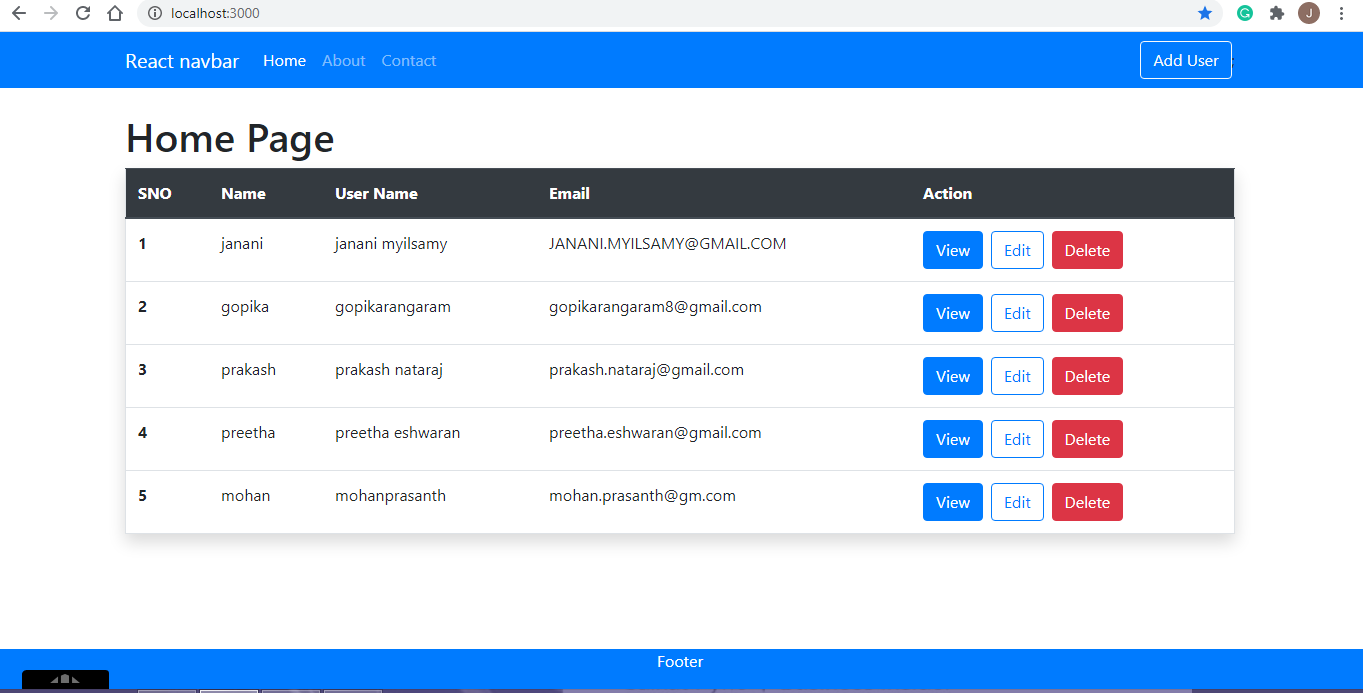 localhost:3000
J
React navbar Home About Contact Add User ;
Home Page
SNO Name User Name Email Action
1 janani janani myilsamy JANANI.MYILSAMY@GMAIL.COM View Edit Delete
2 gopika gopikarangaram gopikarangaram8@gmail.com View Edit Delete
3 prakash prakash nataraj prakash.nataraj@gmail.com View Edit Delete
4 preetha preetha eshwaran preetha.eshwaran@gmail.com View Edit Delete
5 mohan mohanprasanth mohan.prasanth@gm.com View Edit Delete
Footer